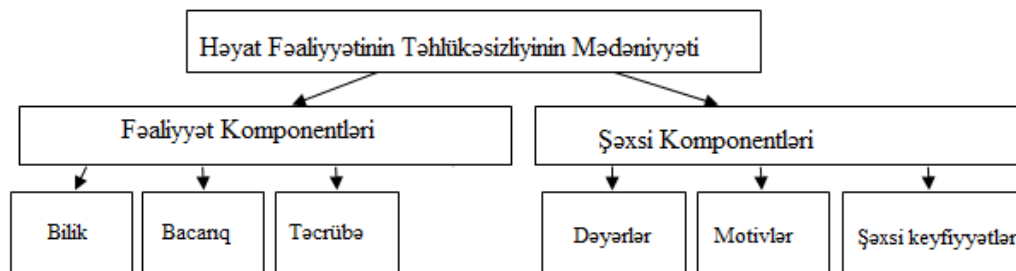 Həyat Fəaliyyətinin Təhlükəsizliyinin Mədəniyyəti
Fəaliyyət Komponentləri
Şəxsi Komponentləri
Bilik
Bacarıq
Təcrübə
Dəyərlər
Motivlər
Şəxsi keyfiyyətlər